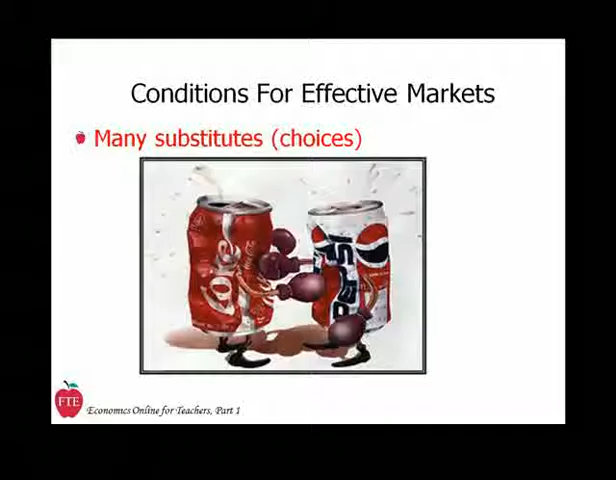 Conditions For Effective Markets
Many substitutes (choices)
Coke
PEPSI
FTE
Economics Online for Teachers, Part 1